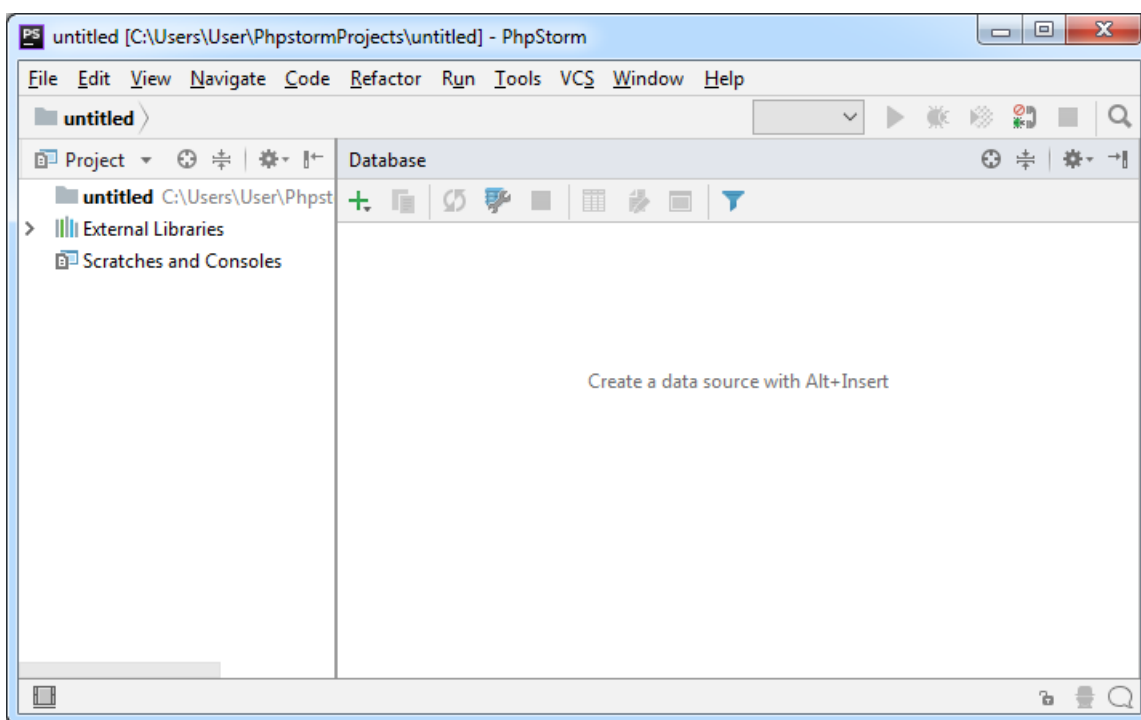 PS untitled [C:\Users\User\PhpstormProjects\untitled] - PhpStorm
File Edit View Navigate Code Refactor Run Tools VCS Window Help
untitled
Project
Database
untitled C:\Users\User\Phpst
External Libraries
Scratches and Consoles
Create a data source with Alt+Insert